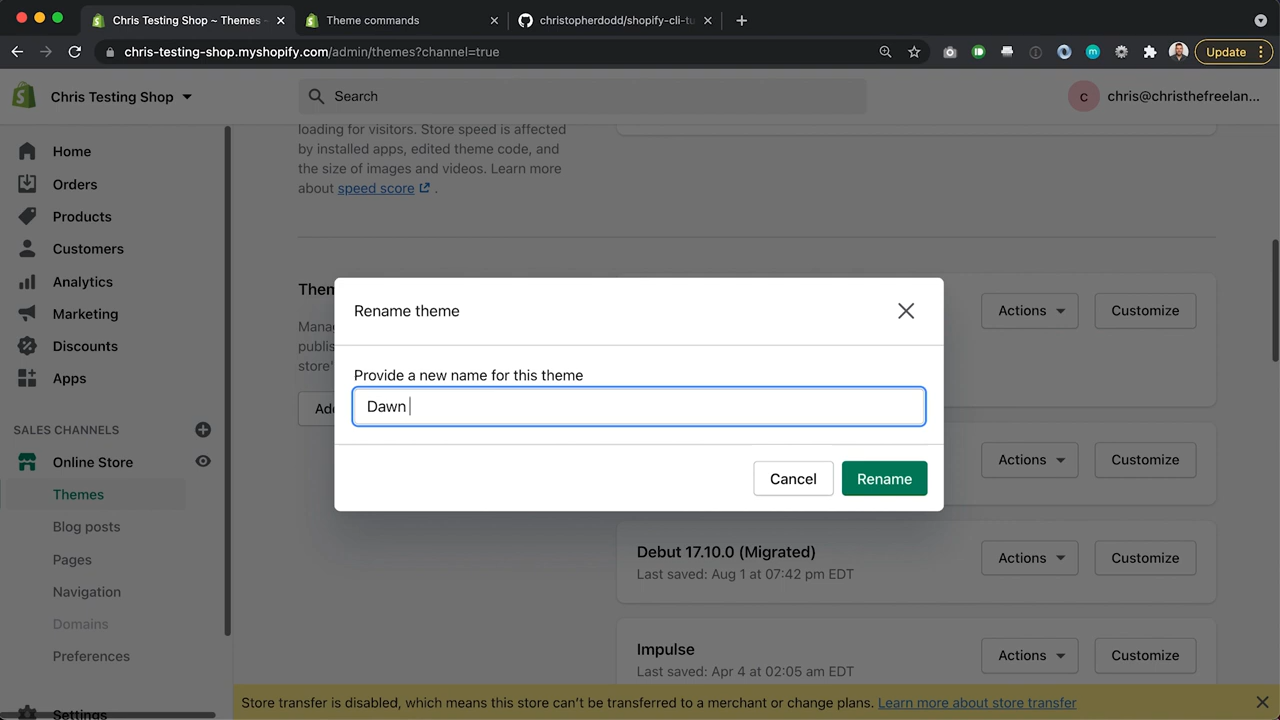 Chris Testing Shop ~ Themes -
Theme commands
christopherdodd/shopify-cli-tu
chris-testing-shop.myshopify.com/admin/themes?channel=true
Update
Chris Testing Shop
Search
C
chris@christhefreelan...
Home
Orders
Products
Customers
Analytics
Marketing
Discounts
Apps
SALES CHANNELS
Online Store
Themes
Blog posts
Pages
Navigation
Domains
Preferences
Settings
loading for visitors. Store speed is affected
by installed apps, edited theme code, and
the size of images and videos. Learn more
about speed score .
Them
Mana
publis
store'
Add
Rename theme
Provide a new name for this theme
Dawn
Cancel
Rename
Actions
Customize
Actions
Customize
Debut 17.10.0 (Migrated)
Last saved: Aug 1 at 07:42 pm EDT
Actions
Customize
Impulse
Last saved: Apr 4 at 02:05 am EDT
Actions
Customize
Store transfer is disabled, which means this store can't be transferred to a merchant or change plans. Learn more about store transfer